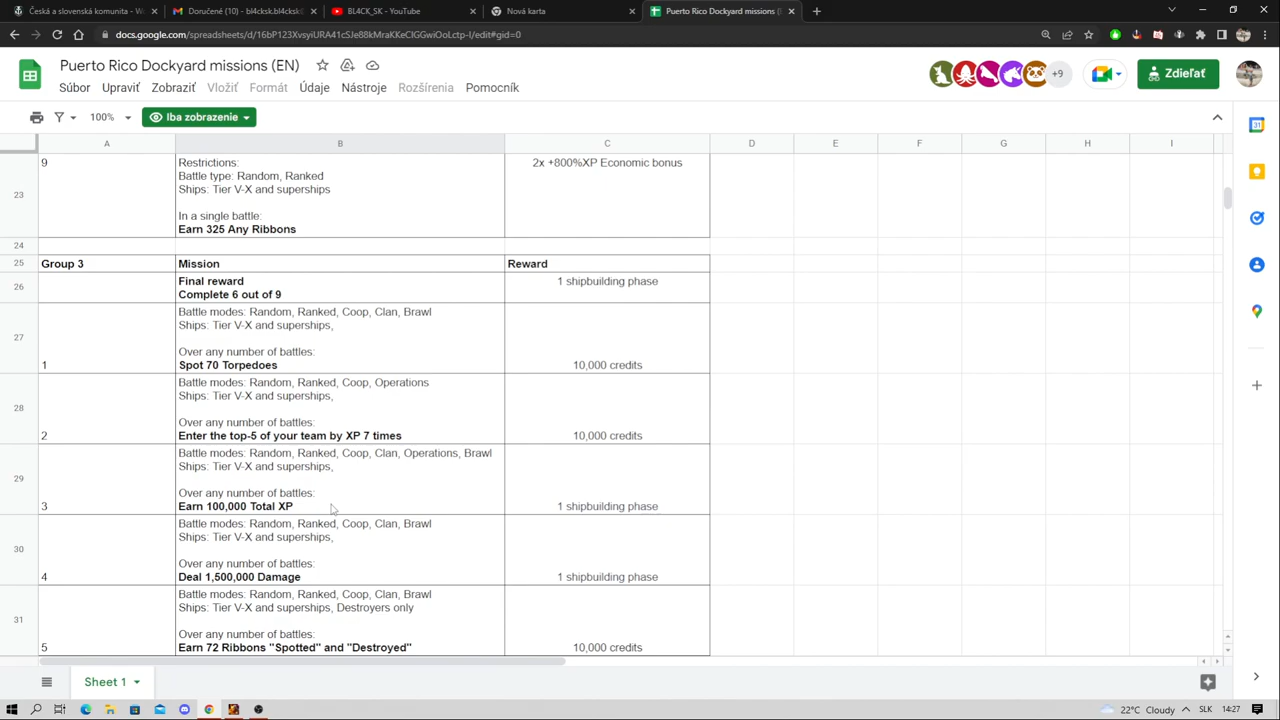 Česká a slovenská komunita - Wo
Doručené (10) - bl4cksk.bl4cksk@
BL4CK_SK - YouTube
Nová karta
Puerto Rico Dockyard missions (E
docs.google.com/spreadsheets/d/16bP123XvsyiURA41cSJe88kMraKKeCIGGwiOoLctp-I/edit#gid=0
Puerto Rico Dockyard missions (EN)
+9
Zdieľať
Súbor Upraviť Zobraziť Vložiť Formát Údaje Nástroje Rozšírenia Pomocník
100%
Iba zobrazenie
A B C D E F G H I
9
Restrictions:
2x +800%XP Economic bonus
Battle type: Random, Ranked
Ships: Tier V-X and superships
23
In a single battle:
Earn 325 Any Ribbons
24
25 Group 3 Mission Reward
26
Final reward
1 shipbuilding phase
Complete 6 out of 9
Battle modes: Random, Ranked, Coop, Clan, Brawl
Ships: Tier V-X and superships,
27
Over any number of battles:
1 Spot 70 Torpedoes 10,000 credits
Battle modes: Random, Ranked, Coop, Operations
Ships: Tier V-X and superships,
28
Over any number of battles:
2 Enter the top-5 of your team by XP 7 times 10,000 credits
Battle modes: Random, Ranked, Coop, Clan, Operations, Brawl
Ships: Tier V-X and superships,
29
Over any number of battles:
3 Earn 100,000 Total XP 1 shipbuilding phase
Battle modes: Random, Ranked, Coop, Clan, Brawl
Ships: Tier V-X and superships,
30
Over any number of battles:
4 Deal 1,500,000 Damage 1 shipbuilding phase
Battle modes: Random, Ranked, Coop, Clan, Brawl
Ships: Tier V-X and superships, Destroyers only
31
Over any number of battles:
5 Earn 72 Ribbons "Spotted" and "Destroyed" 10,000 credits
Sheet 1
22°C Cloudy
SLK
14:27